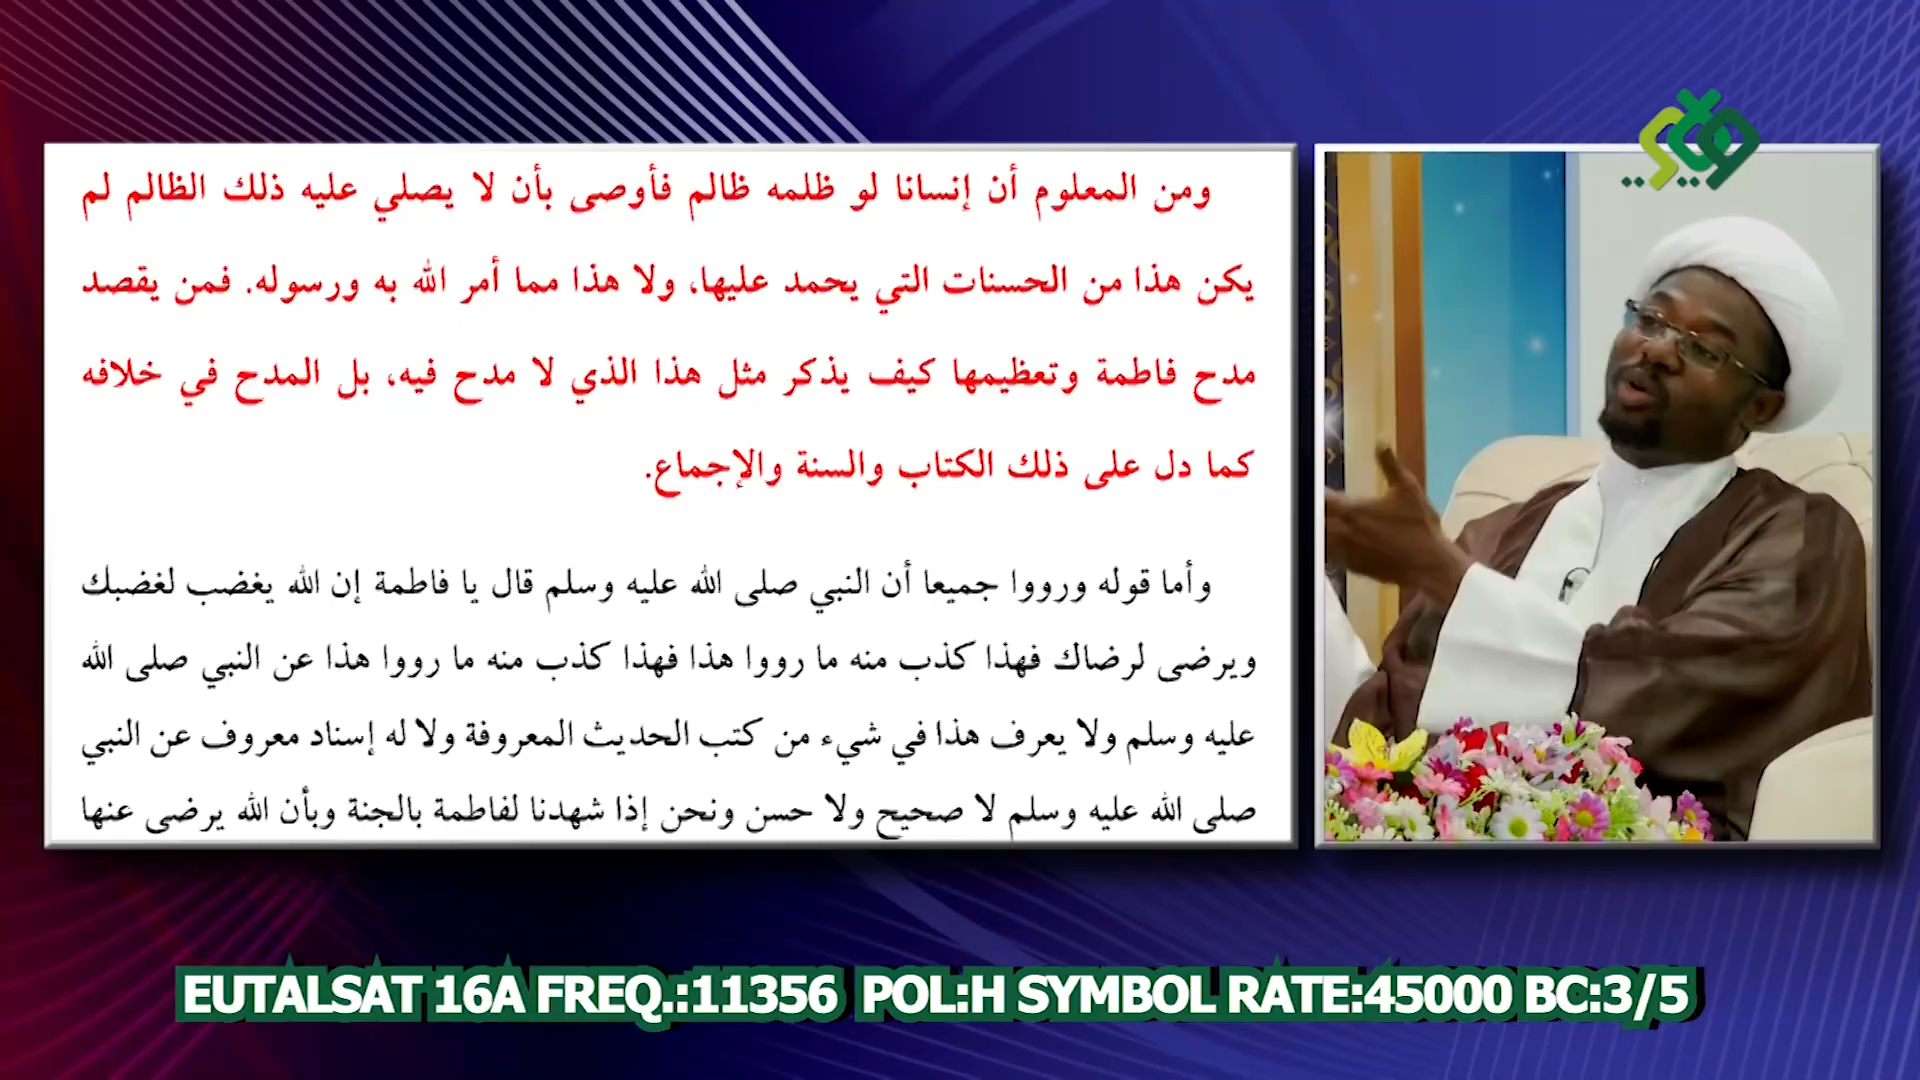 ومن المعلوم أن إنسانا لو ظلمه ظالم فأوصى بأن لا يصلي عليه ذلك الظالم لم
يكن هذا من الحسنات التي يحمد عليها، ولا هذا مما أمر الله به ورسوله. فمن يقصد
مدح فاطمة وتعظيمها كيف يذكر مثل هذا الذي لا مدح فيه، بل المدح في خلافه
كما دل على ذلك الكتاب والسنة والإجماع.
وأما قوله ورووا جميعا أن النبي صلى الله عليه وسلم قال يا فاطمة إن الله يغضب لغضبك
ويرضى لرضاك فهذا كذب منه ما رووا هذا فهذا كذب منه ما رووا هذا عن النبي صلى الله
عليه وسلم ولا يعرف هذا في شيء من كتب الحديث المعروفة ولا له إسناد معروف عن النبي
صلى الله عليه وسلم لا صحيح ولا حسن ونحن إذا شهدنا لفاطمة بالجنة وبأن الله يرضى عنها
EUTALSAT 16A FREQ.:11356 POL:H SYMBOL RATE:45000 BC:3/5